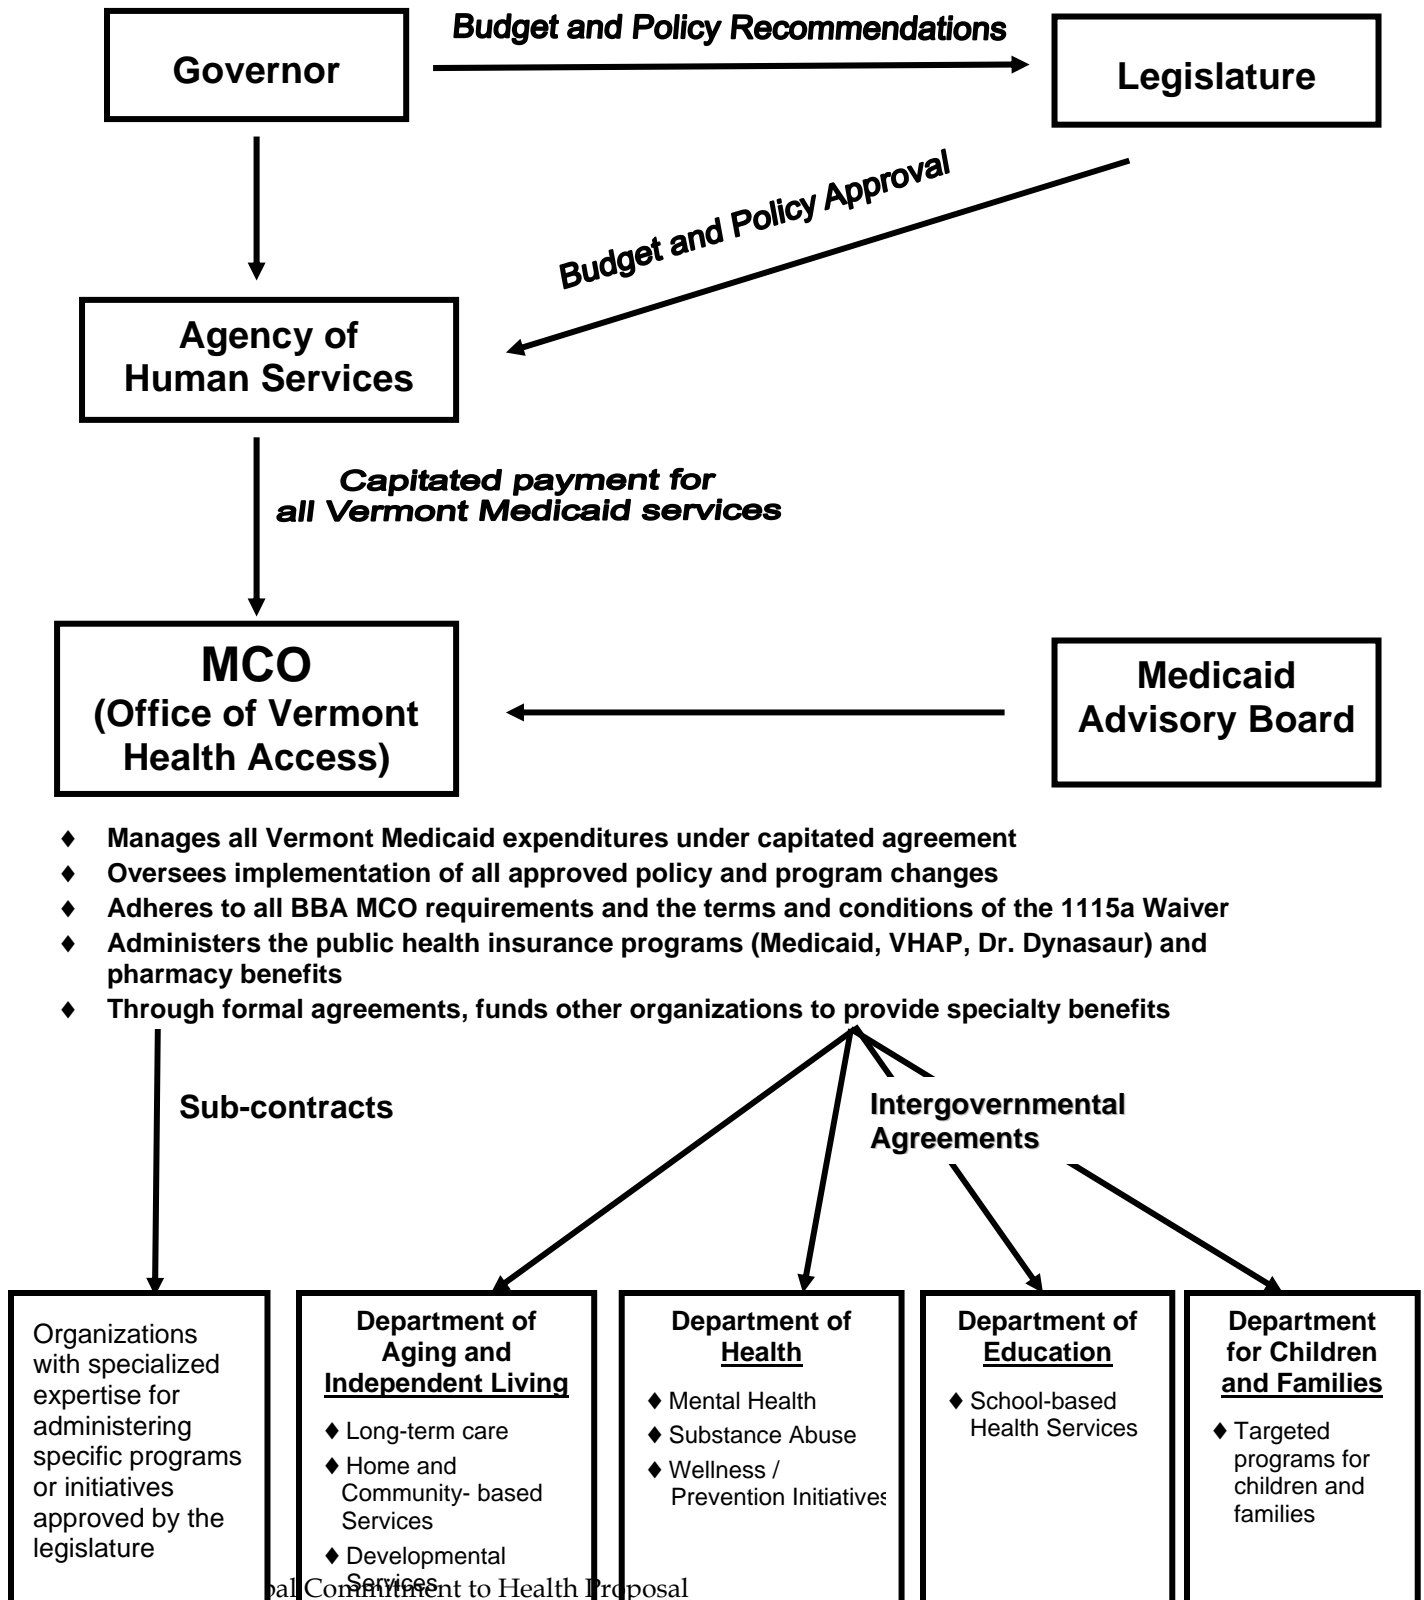 Budget and Policy Recommendations
Governor
Legislature
Budget and Policy Approval
Agency of
Human Services
Capitated payment for
all Vermont Medicaid services
MCO
(Office of Vermont
Health Access)
Medicaid
Advisory Board
♦ Manages all Vermont Medicaid expenditures under capitated agreement
♦ Oversees implementation of all approved policy and program changes
♦ Adheres to all BBA MCO requirements and the terms and conditions of the 1115a Waiver
♦ Administers the public health insurance programs (Medicaid, VHAP, Dr. Dynasaur) and
pharmacy benefits
♦ Through formal agreements, funds other organizations to provide specialty benefits
Sub-contracts
Intergovernmental
Agreements
Organizations
with specialized
expertise for
administering
specific programs
or initiatives
approved by the
legislature
Department of
Aging and
Independent Living
♦ Long-term care
♦ Home and
Community- based
Services
♦ Developmental
Services
Department of
Health
♦ Mental Health
♦ Substance Abuse
♦ Wellness /
Prevention Initiatives
Department of
Education
♦ School-based
Health Services
Department
for Children
and Families
♦ Targeted
programs for
children and
families
Commitment to Health Proposal